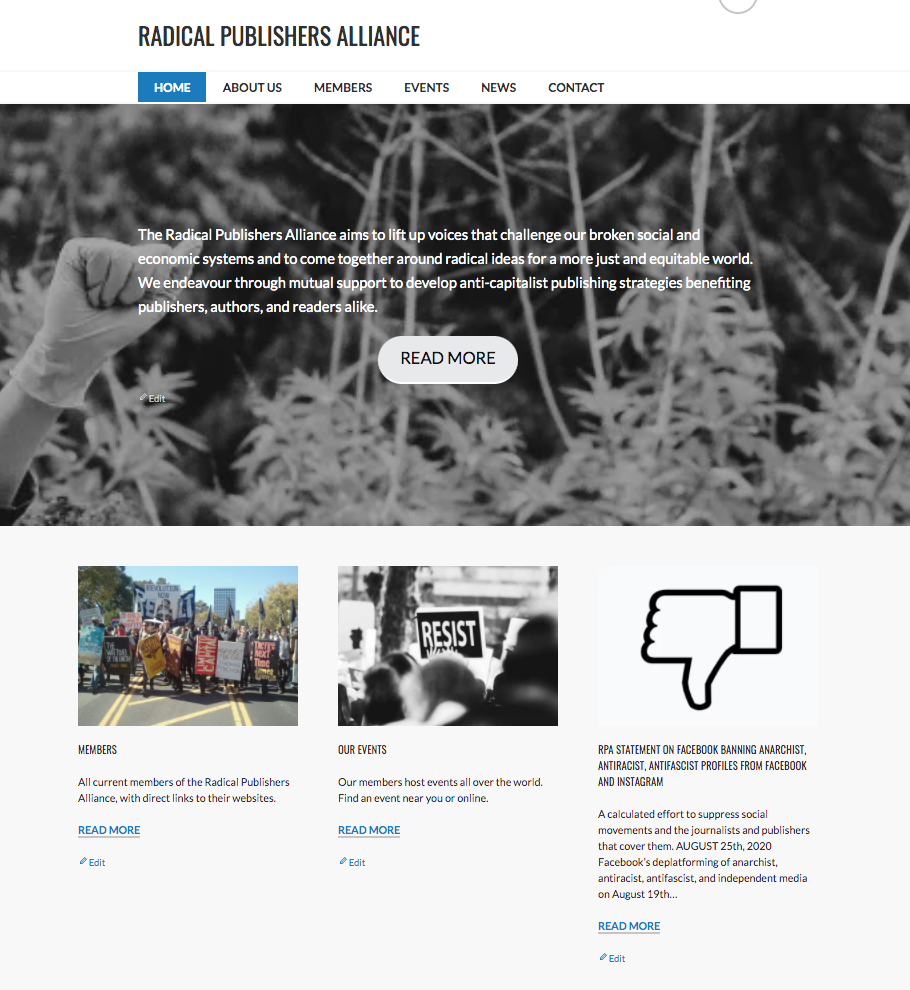 RADICAL PUBLISHERS ALLIANCE
HOME ABOUT US MEMBERS EVENTS NEWS CONTACT
The Radical Publishers Alliance aims to lift up voices that challenge our broken social and
economic systems and to come together around radical ideas for a more just and equitable world.
We endeavour through mutual support to develop anti-capitalist publishing strategies benefiting
publishers, authors, and readers alike.
READ MORE
Edit
REVOLUTION
NOW
RESIST
MEMBERS
All current members of the Radical Publishers
Alliance, with direct links to their websites.
READ MORE
Edit
OUR EVENTS
Our members host events all over the world.
Find an event near you or online.
READ MORE
Edit
RPA STATEMENT ON FACEBOOK BANNING ANARCHIST,
ANTIRACIST, ANTIFASCIST PROFILES FROM FACEBOOK
AND INSTAGRAM
A calculated effort to suppress social
movements and the journalists and publishers
that cover them. AUGUST 25th, 2020
Facebook's deplatforming of anarchist,
antiracist, antifascist, and independent media
on August 19th...
READ MORE
Edit